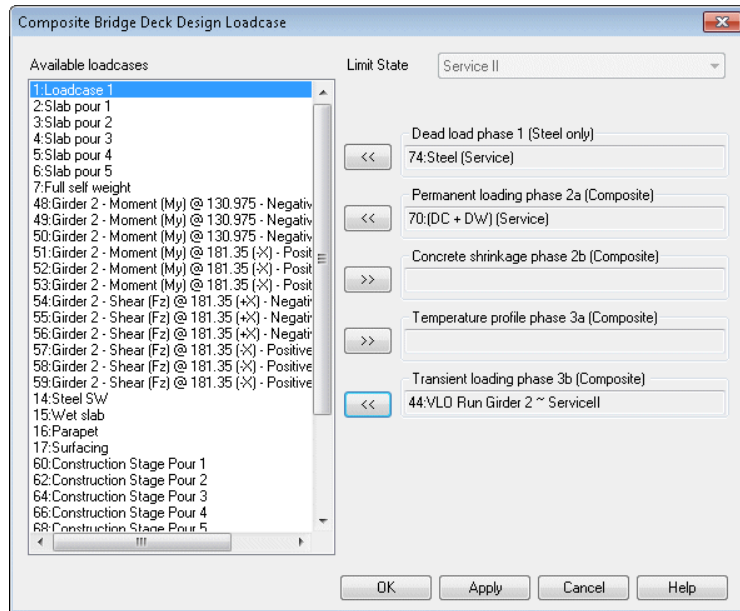 Composite Bridge Deck Design Loadcase
Available loadcases
1:Loadcase 1
2:Slab pour 1
3:Slab pour 2
4:Slab pour 3
5:Slab pour 4
6:Slab pour 5
7:Full self weight
48:Girder 2 - Moment (My) @ 130.975 - Negativ
49:Girder 2 - Moment (My) @ 130.975 - Negativ
50:Girder 2 - Moment (My) @ 130.975 - Negativ
51:Girder 2 - Moment (My) @ 181.35 (-X) - Posit
52:Girder 2 - Moment (My) @ 181.35 (-X) - Posit
53:Girder 2 - Moment (My) @ 181.35 (-X) - Posit
54:Girder 2 - Shear (Fz) @ 181.35 (+X) - Negati
55:Girder 2 - Shear (Fz) @ 181.35 (+X) - Negati
56:Girder 2 - Shear (Fz) @ 181.35 (+X) - Negati
57:Girder 2 - Shear (Fz) @ 181.35 (-X) - Positive
58:Girder 2 - Shear (Fz) @ 181.35 (-X) - Positive
59:Girder 2 - Shear (Fz) @ 181.35 (-X) - Positive
14:Steel SW
15:Wet slab
16:Parapet
17:Surfacing
60:Construction Stage Pour 1
62:Construction Stage Pour 2
64:Construction Stage Pour 3
66:Construction Stage Pour 4
68:Construction Stage Pour 5
Limit State
Service II
Dead load phase 1 (Steel only)
<< 74:Steel (Service)
Permanent loading phase 2a (Composite)
<< 70:(DC + DW) (Service)
Concrete shrinkage phase 2b (Composite)
>>
Temperature profile phase 3a (Composite)
>>
Transient loading phase 3b (Composite)
<< 44:VLO Run Girder 2 ~ ServiceII
OK Apply Cancel Help